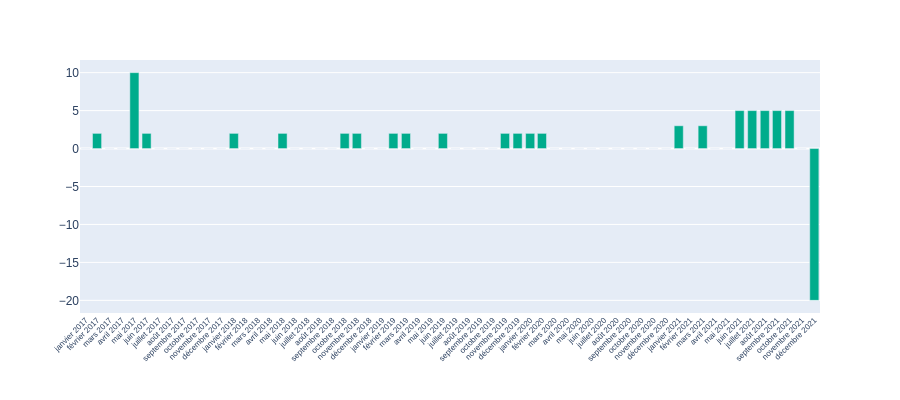 10
5
0
−5
−10
−15
−20
janvier 2017
février 2017
mars 2017
avril 2017
mai 2017
juin 2017
juillet 2017
août 2017
septembre 2017
octobre 2017
novembre 2017
décembre 2017
janvier 2018
février 2018
mars 2018
avril 2018
mai 2018
juin 2018
juillet 2018
août 2018
septembre 2018
octobre 2018
novembre 2018
décembre 2018
janvier 2019
février 2019
mars 2019
avril 2019
mai 2019
juin 2019
juillet 2019
août 2019
septembre 2019
octobre 2019
novembre 2019
décembre 2019
janvier 2020
février 2020
mars 2020
avril 2020
mai 2020
juin 2020
juillet 2020
août 2020
septembre 2020
octobre 2020
novembre 2020
décembre 2020
janvier 2021
février 2021
mars 2021
avril 2021
mai 2021
juin 2021
juillet 2021
août 2021
septembre 2021
octobre 2021
novembre 2021
décembre 2021